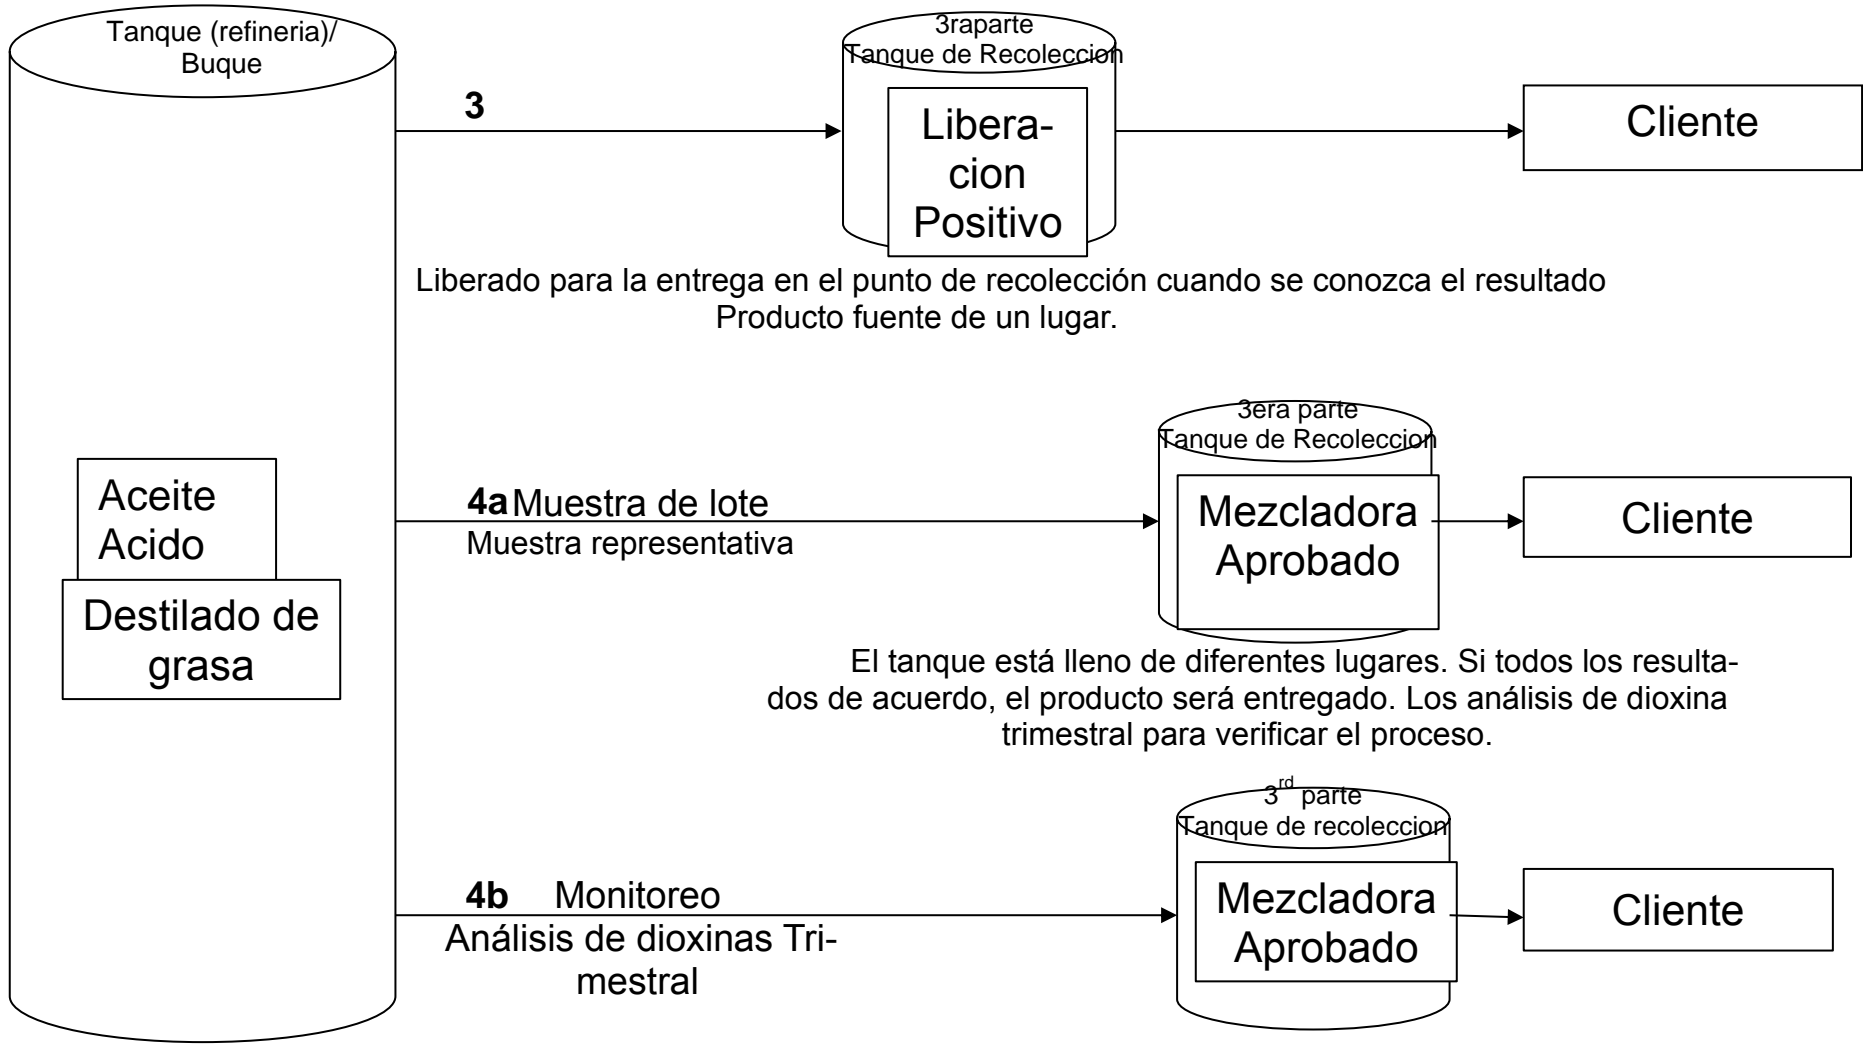 Tanque (refineria)/
Buque
3raparte
Tanque de Recoleccion
3
Libera-
cion
Positivo
Cliente
Liberado para la entrega en el punto de recolección cuando se conozca el resultado
Producto fuente de un lugar.
3era parte
Tanque de Recoleccion
Aceite
Acido
Destilado de
grasa
4a Muestra de lote
Muestra representativa
Mezcladora
Aprobado
Cliente
El tanque está lleno de diferentes lugares. Si todos los resulta-
dos de acuerdo, el producto será entregado. Los análisis de dioxina
trimestral para verificar el proceso.
3rd parte
Tanque de recoleccion
4b Monitoreo
Análisis de dioxinas Tri-
mestral
Mezcladora
Aprobado
Cliente